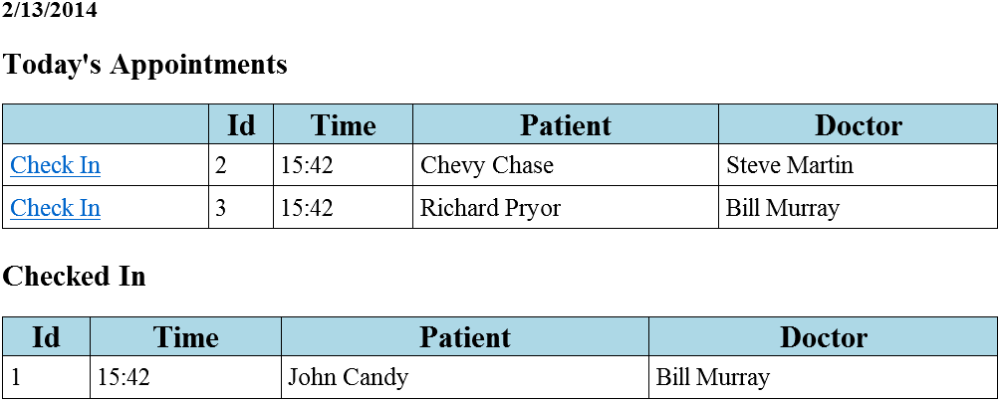 2/13/2014
Today's Appointments
Id Time Patient Doctor
Check In 2 15:42 Chevy Chase Steve Martin
Check In 3 15:42 Richard Pryor Bill Murray
Checked In
Id Time Patient Doctor
1 15:42 John Candy Bill Murray